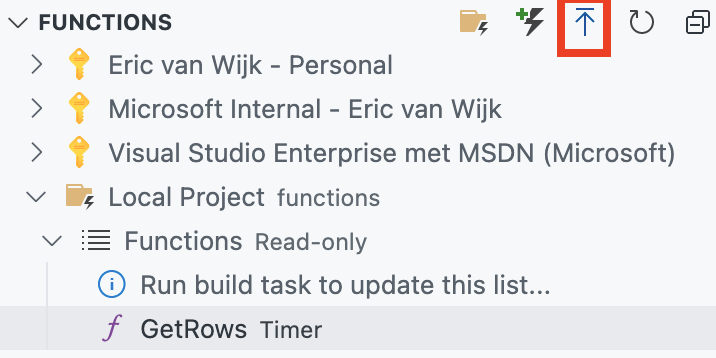 FUNCTIONS
Eric van Wijk - Personal
Microsoft Internal - Eric van Wijk
Visual Studio Enterprise met MSDN (Microsoft)
Local Project functions
Functions Read-only
Run build task to update this list...
GetRows Timer